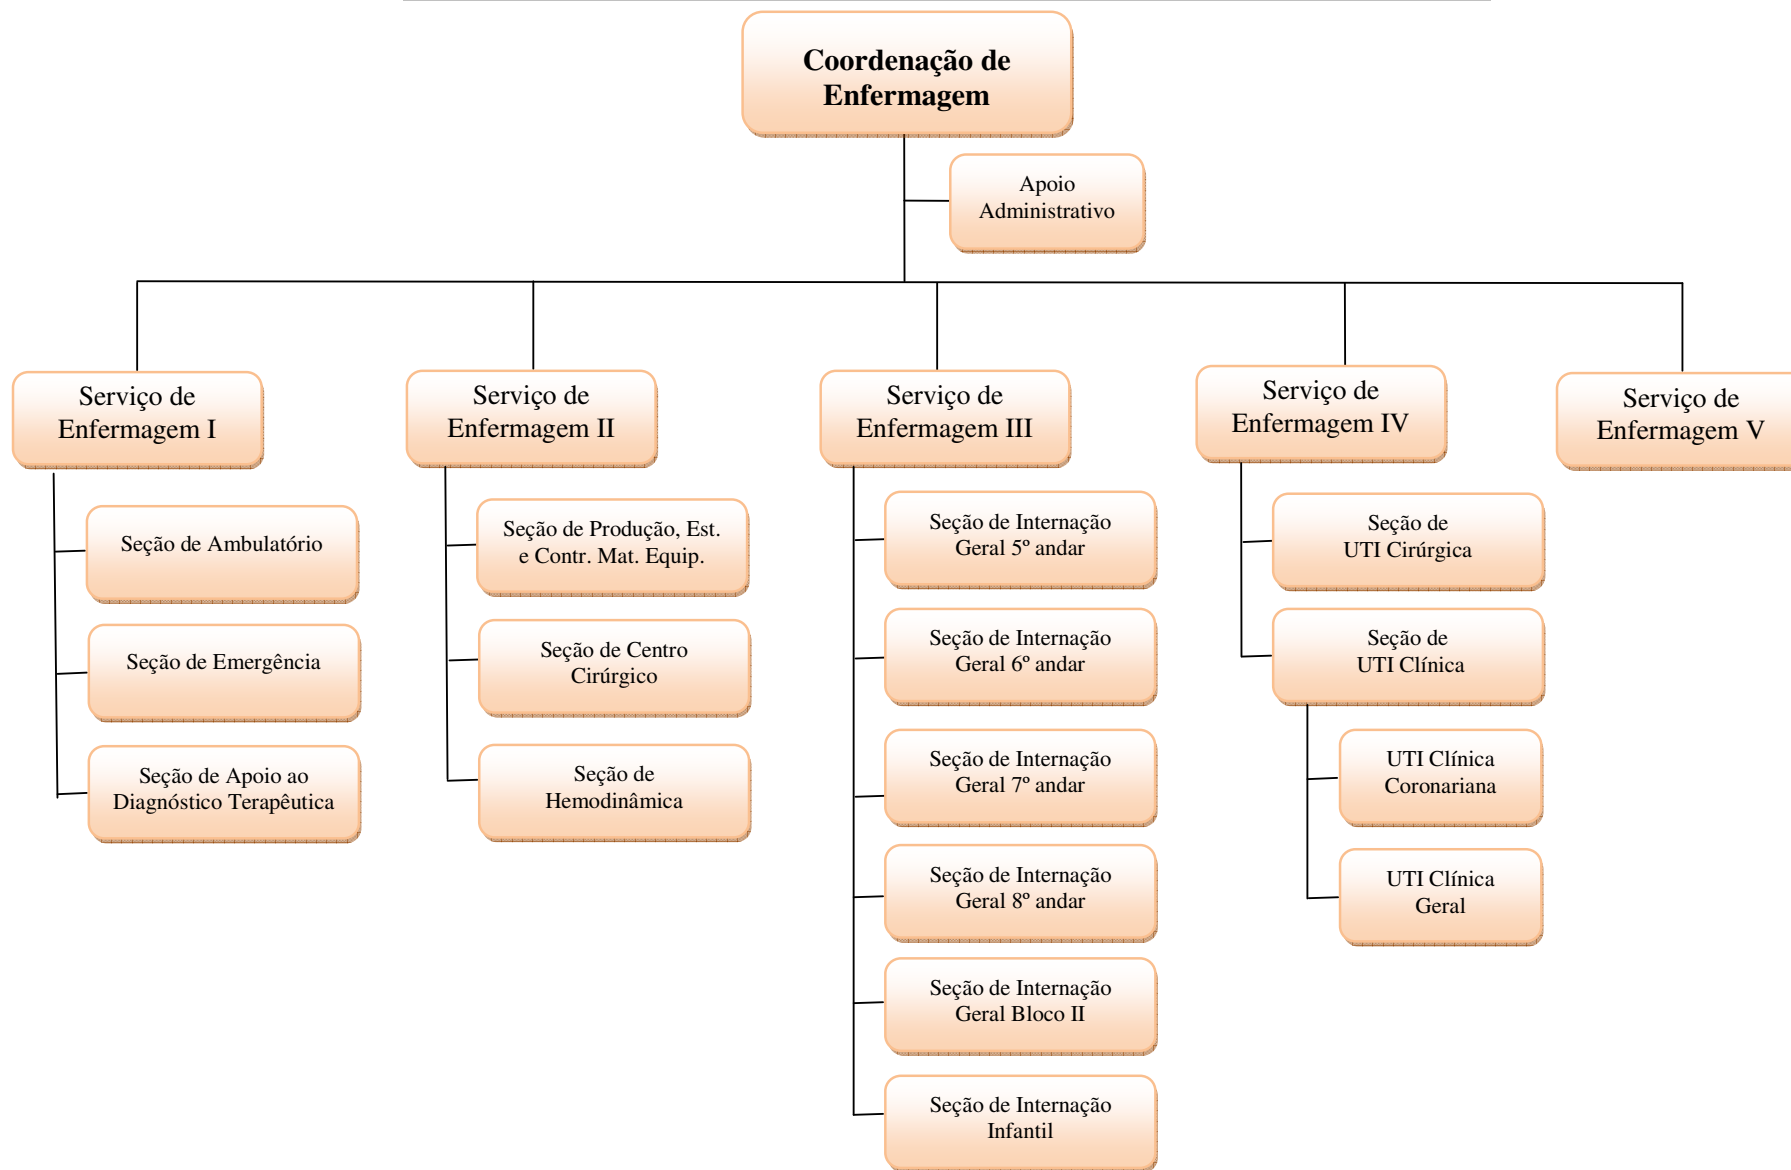 Coordenação de
Enfermagem
Apoio
Administrativo
Serviço de
Enfermagem I
Serviço de
Enfermagem II
Serviço de
Enfermagem III
Serviço de
Enfermagem IV
Serviço de
Enfermagem V
Seção de Ambulatório
Seção de Emergência
Seção de Apoio ao
Diagnóstico Terapêutica
Seção de Produção, Est.
e Contr. Mat. Equip.
Seção de Centro
Cirúrgico
Seção de
Hemodinâmica
Seção de Internação
Geral 5º andar
Seção de Internação
Geral 6º andar
Seção de Internação
Geral 7º andar
Seção de Internação
Geral 8º andar
Seção de Internação
Geral Bloco II
Seção de Internação
Infantil
Seção de
UTI Cirúrgica
Seção de
UTI Clínica
UTI Clínica
Coronariana
UTI Clínica
Geral